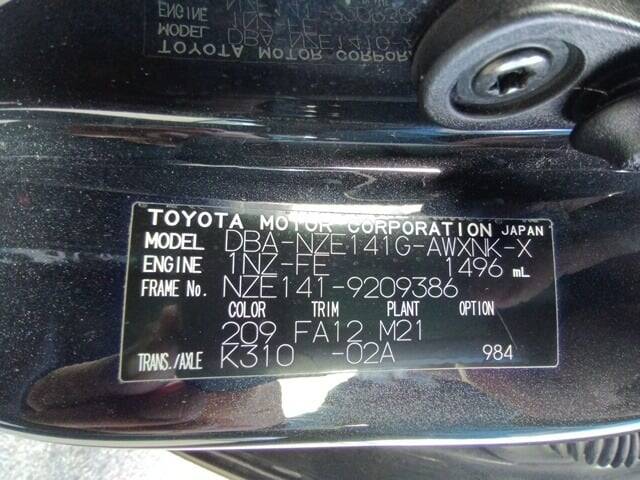 TOYOTA MOTOR CORPORATION JAPAN
MODEL DBA-NZE141G-AWXNK-X
ENGINE 1NZ-FE 1496 mL
FRAME No. NZE141-9209386
COLOR TRIM PLANT OPTION
209 FA12 M21
TRANS./AXLE K310 -02A 984